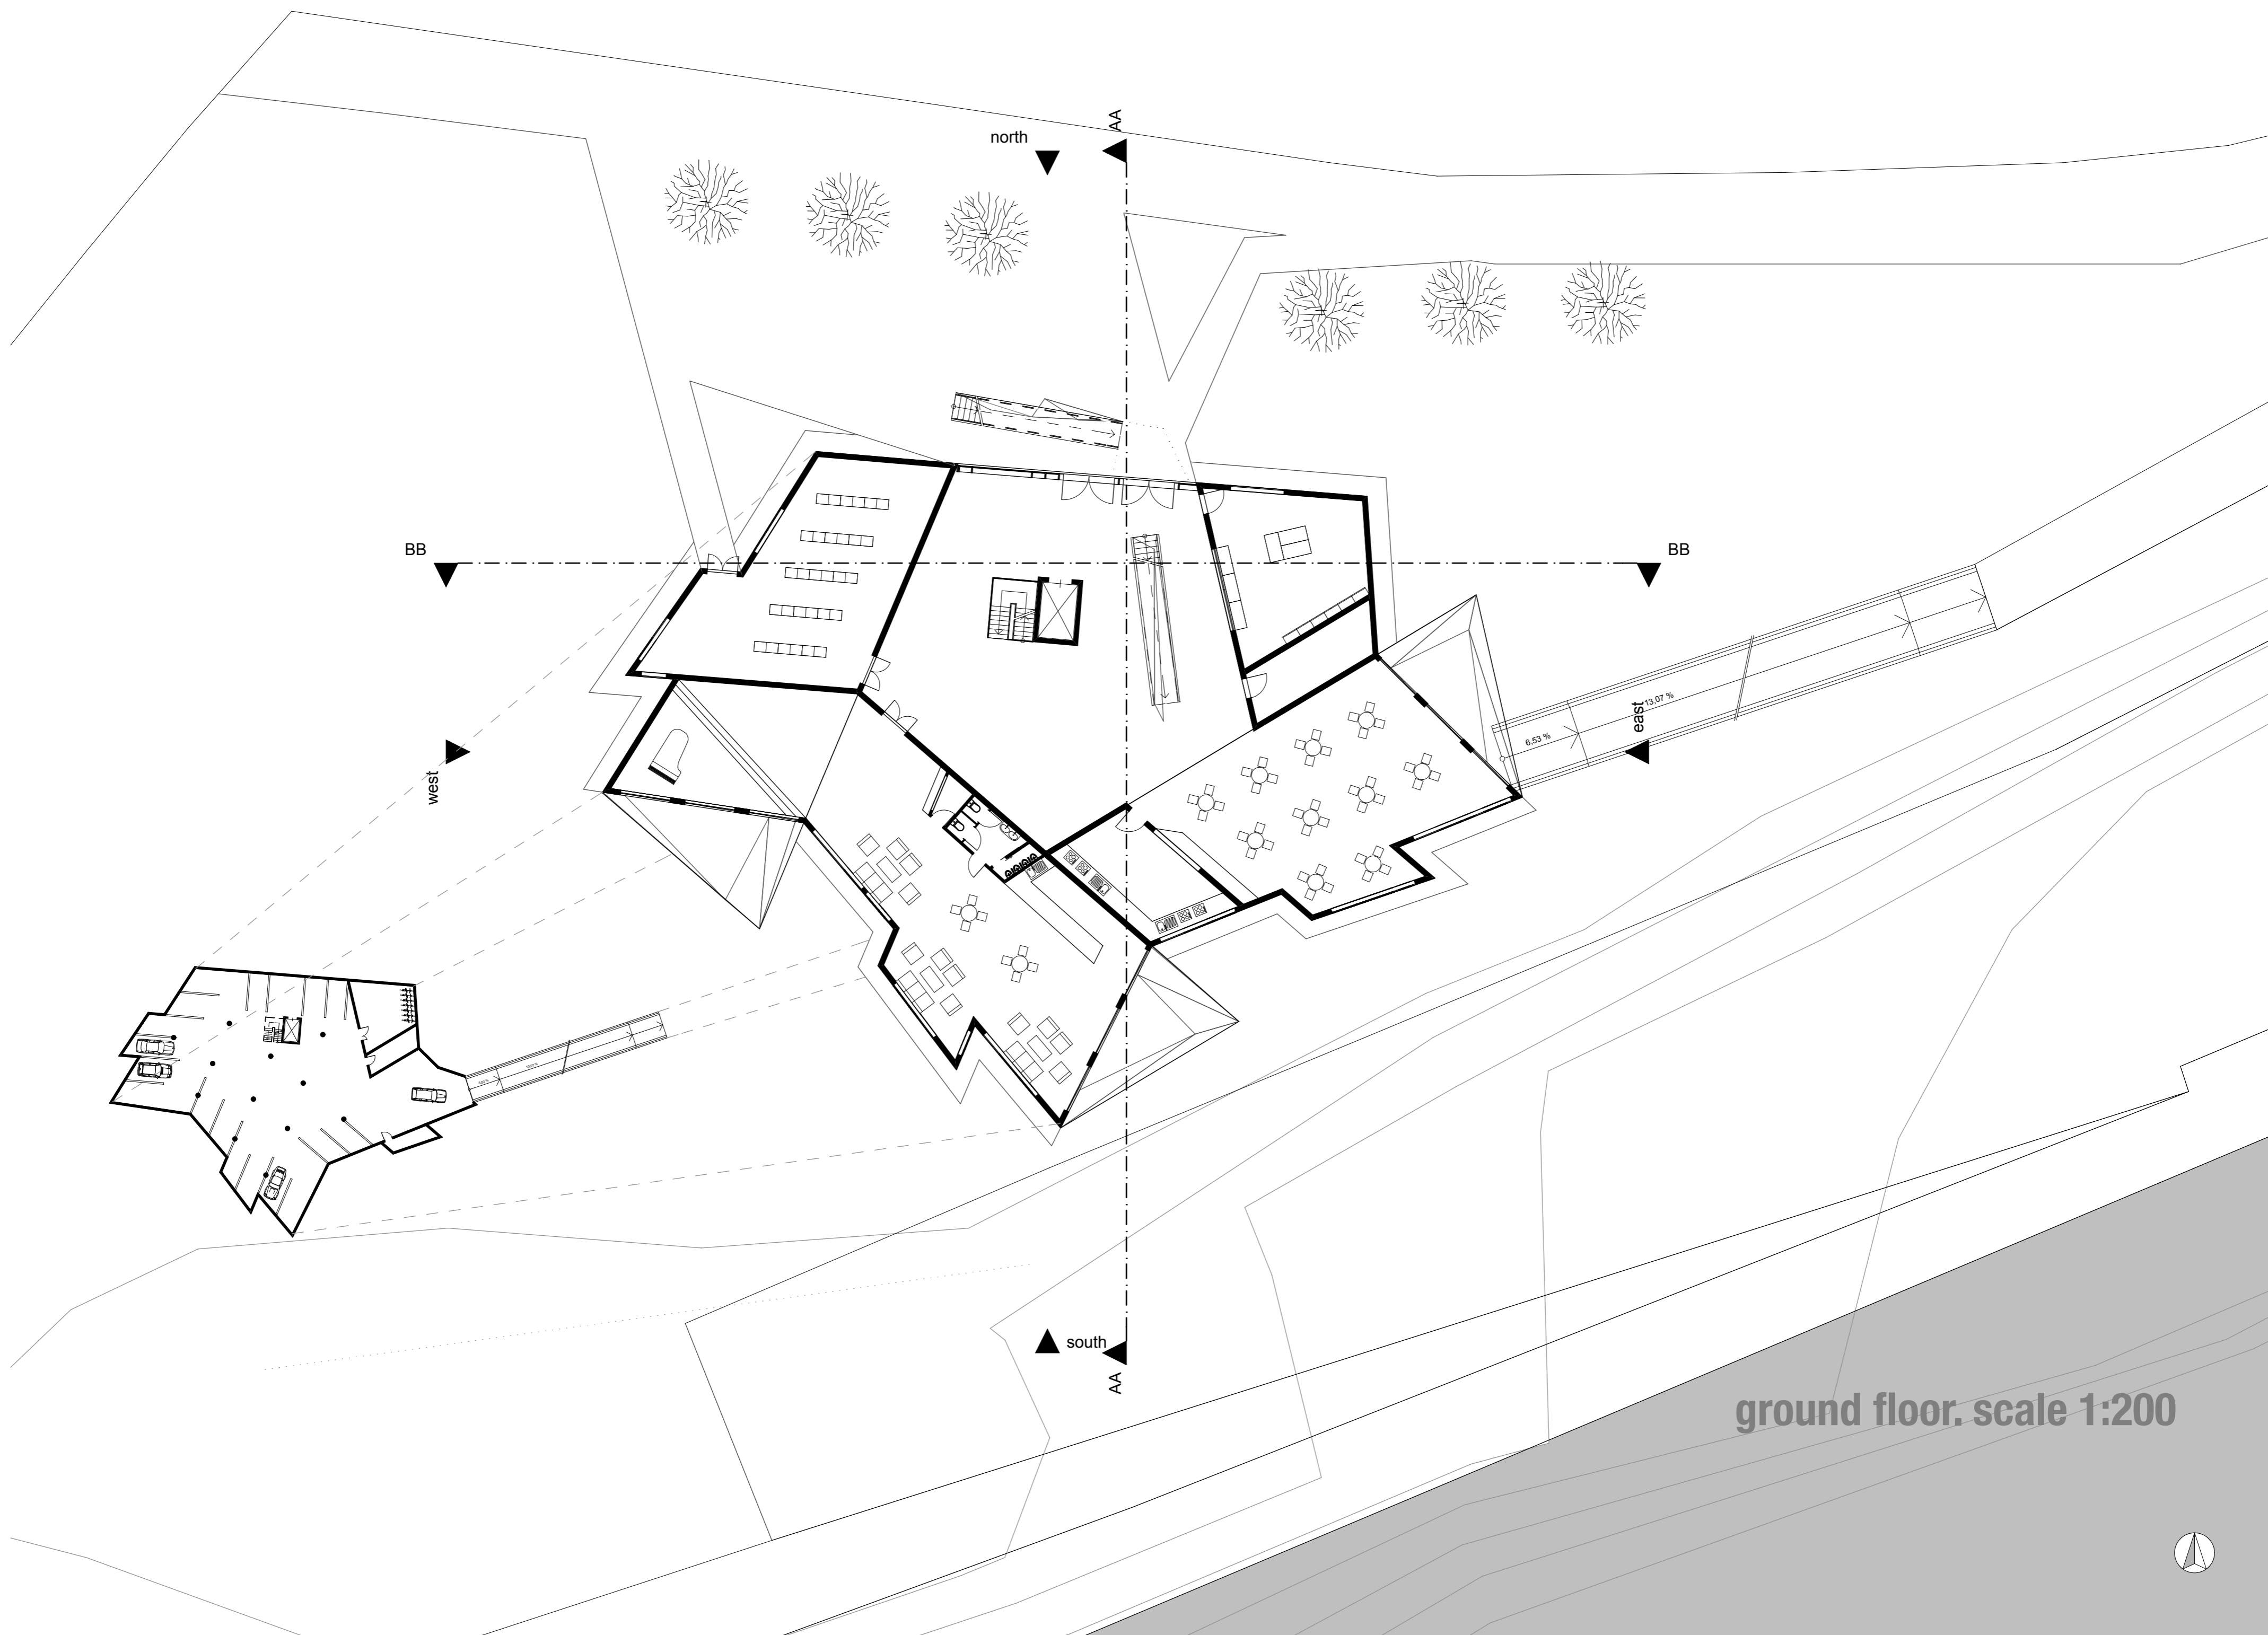 AA
north
BB
BB
13,07 %
east
6.53 %
west
south
AA
ground floor. scale 1:200